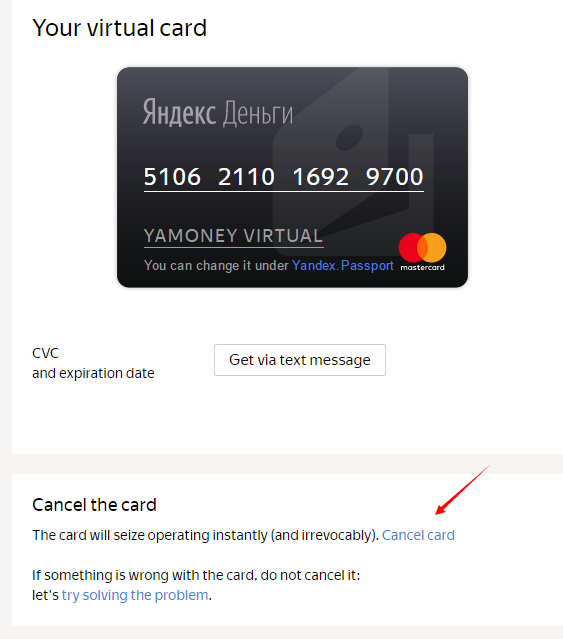 Your virtual card
Яндекс Деньги
5106 2110 1692 9700
YAMONEY VIRTUAL
You can change it under Yandex.Passport
mastercard
CVC
and expiration date
Get via text message
Cancel the card
The card will seize operating instantly (and irrevocably). Cancel card
If something is wrong with the card, do not cancel it:
let's try solving the problem.